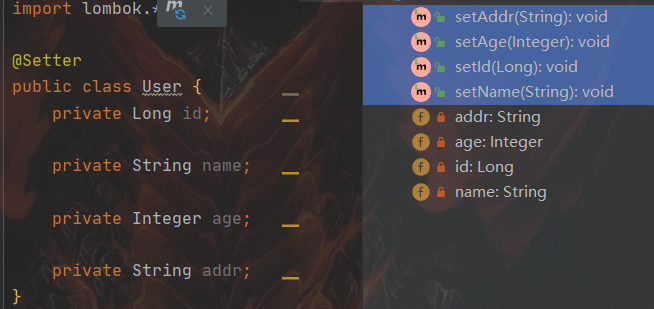 import lombok.*
@Setter
public class User {
private Long id;
private String name;
private Integer age;
private String addr;
}
m setAddr(String): void
m setAge(Integer): void
m setId(Long): void
m setName(String): void
f addr: String
f age: Integer
f id: Long
f name: String